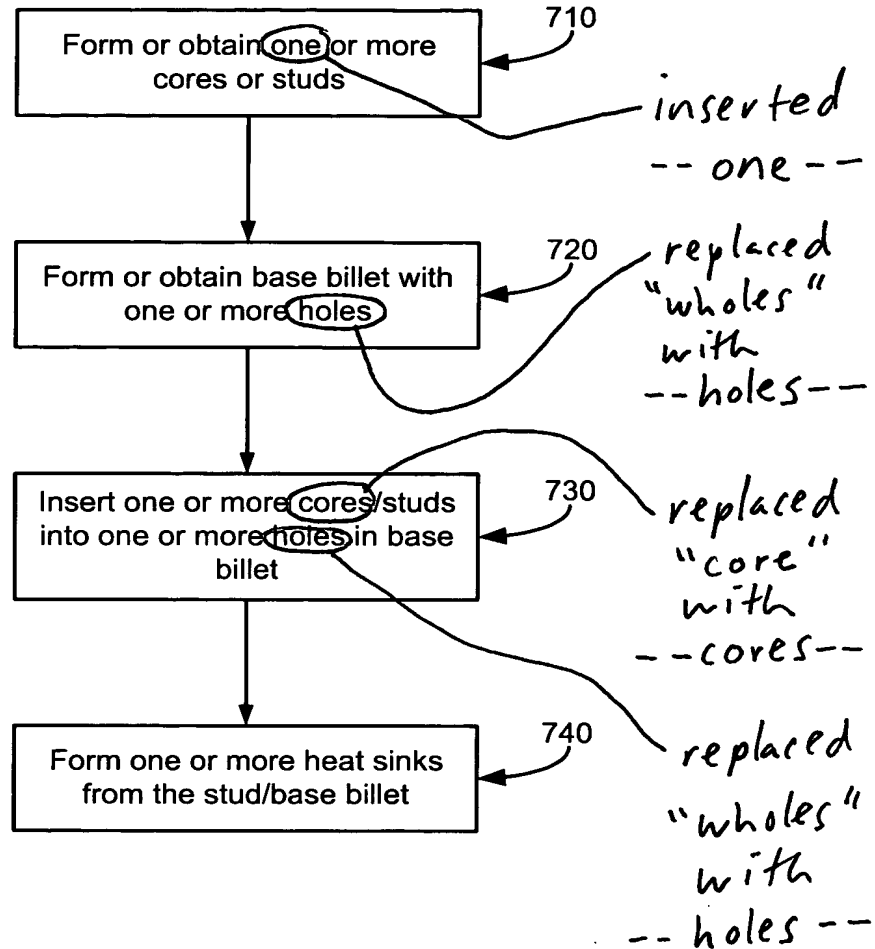 710
Form or obtain one or more
cores or studs
inserted
-- one --
720
Form or obtain base billet with
one or more holes
replaced
"wholes"
with
--holes--
730
Insert one or more cores/studs
into one or more holes in base
billet
replaced
"core"
with
--cores--
740
Form one or more heat sinks
from the stud/base billet
replaced
"wholes"
with
-- holes --